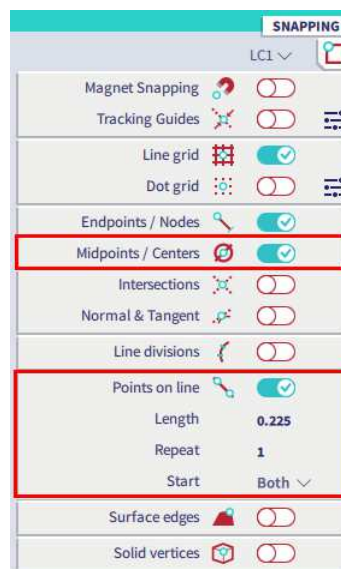 SNAPPING
LC1
Magnet Snapping
Tracking Guides
Line grid
Dot grid
Endpoints / Nodes
Midpoints / Centers
Intersections
Normal & Tangent
Line divisions
Points on line
Length 0.225
Repeat 1
Start Both
Surface edges
Solid vertices